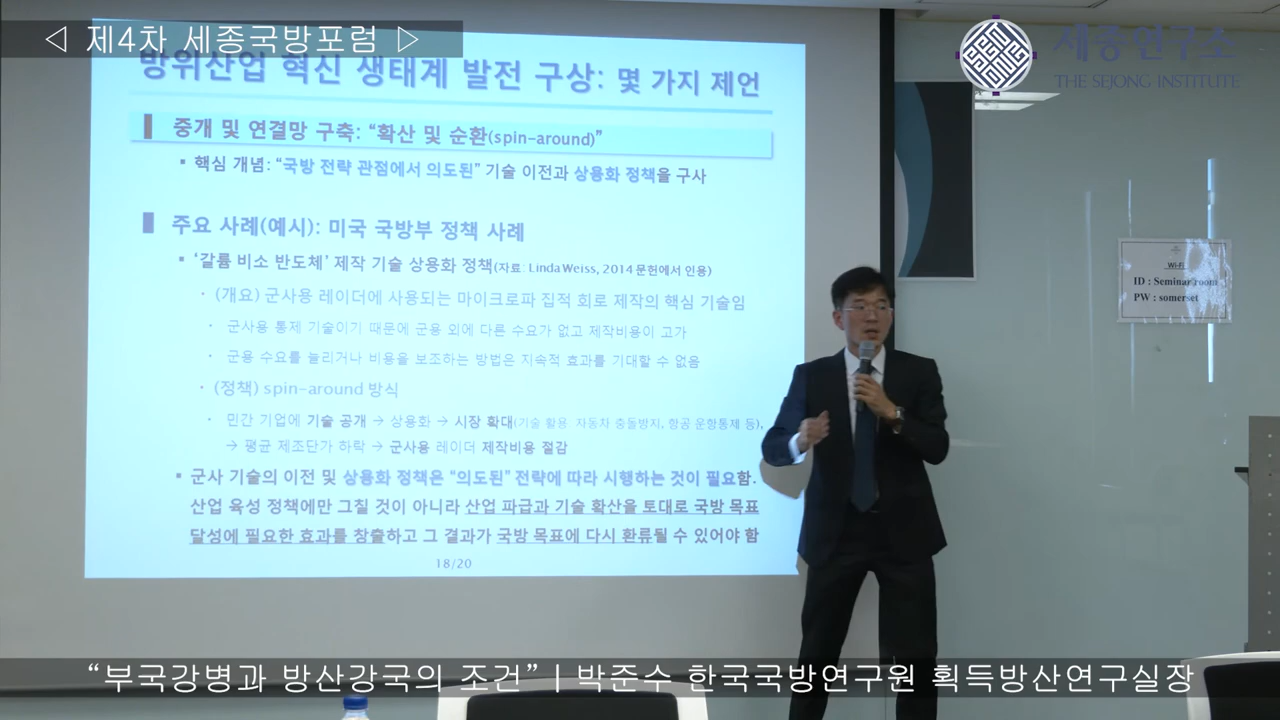 ◁ 제4차 세종국방포럼 ▷
세종연구소
THE SEJONG INSTITUTE
방위산업 혁신 생태계 발전 구상: 몇 가지 제언
중개 및 연결망 구축: “확산 및 순환(spin-around)”
▪ 핵심 개념: “국방 전략 관점에서 의도된” 기술 이전과 상용화 정책을 구사
주요 사례(예시): 미국 국방부 정책 사례
▪ ‘갈륨 비소 반도체’ 제작 기술 상용화 정책(자료: Linda Weiss, 2014 문헌에서 인용)
· (개요) 군사용 레이더에 사용되는 마이크로파 집적 회로 제작의 핵심 기술임
· 군사용 통제 기술이기 때문에 군용 외에 다른 수요가 없고 제작비용이 고가
· 군용 수요를 늘리거나 비용을 보조하는 방법은 지속적 효과를 기대할 수 없음
· (정책) spin-around 방식
· 민간 기업에 기술 공개 → 상용화 → 시장 확대(기술 활용 자동차 충돌방지, 항공 운항통제 등),
→ 평균 제조단가 하락 → 군사용 레이더 제작비용 절감
▪ 군사 기술의 이전 및 상용화 정책은 “의도된” 전략에 따라 시행하는 것이 필요함.
산업 육성 정책에만 그칠 것이 아니라 산업 파급과 기술 확산을 토대로 국방 목표
달성에 필요한 효과를 창출하고 그 결과가 국방 목표에 다시 환류될 수 있어야 함
18/20
Wi-Fi
ID : Seminar room
PW : somerset
“부국강병과 방산강국의 조건” | 박준수 한국국방연구원 획득방산연구실장